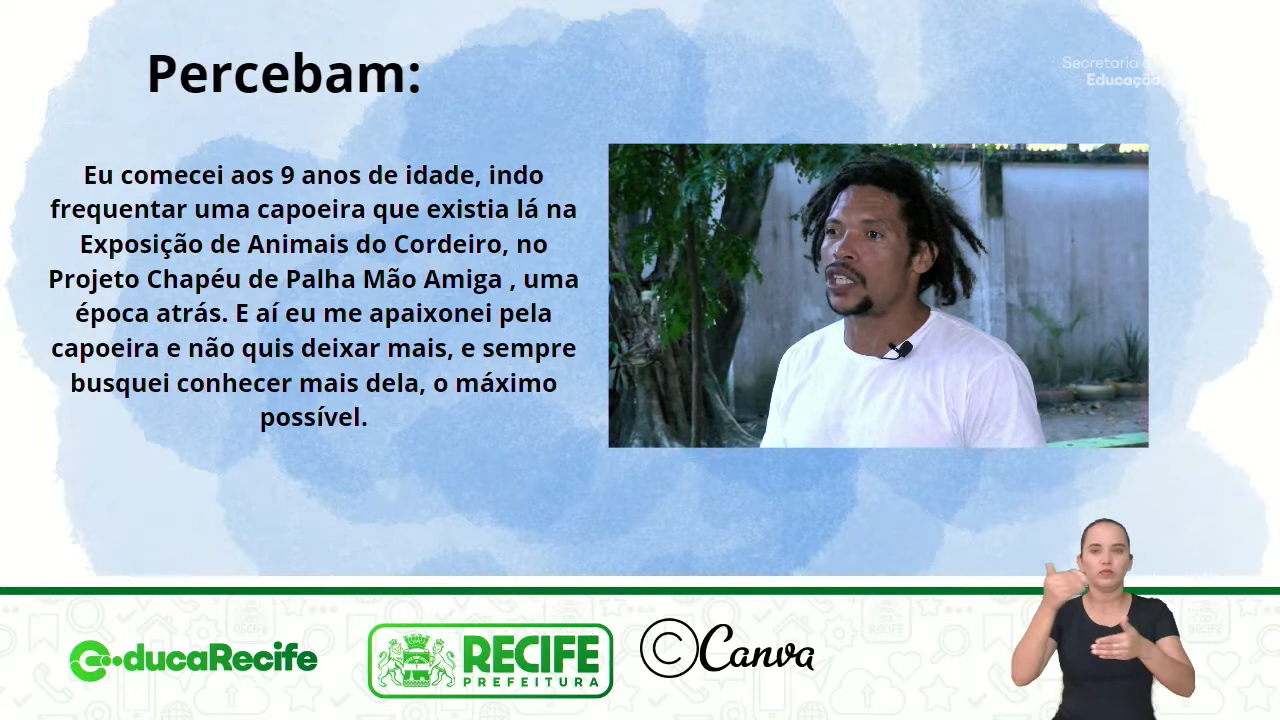 Percebam:
Secretaria
Educação
Eu comecei aos 9 anos de idade, indo
frequentar uma capoeira que existia lá na
Exposição de Animais do Cordeiro, no
Projeto Chapéu de Palha Mão Amiga , uma
época atrás. E aí eu me apaixonei pela
capoeira e não quis deixar mais, e sempre
busquei conhecer mais dela, o máximo
possível.
ducaRecife
RECIFE
PREFEITURA
© Canva